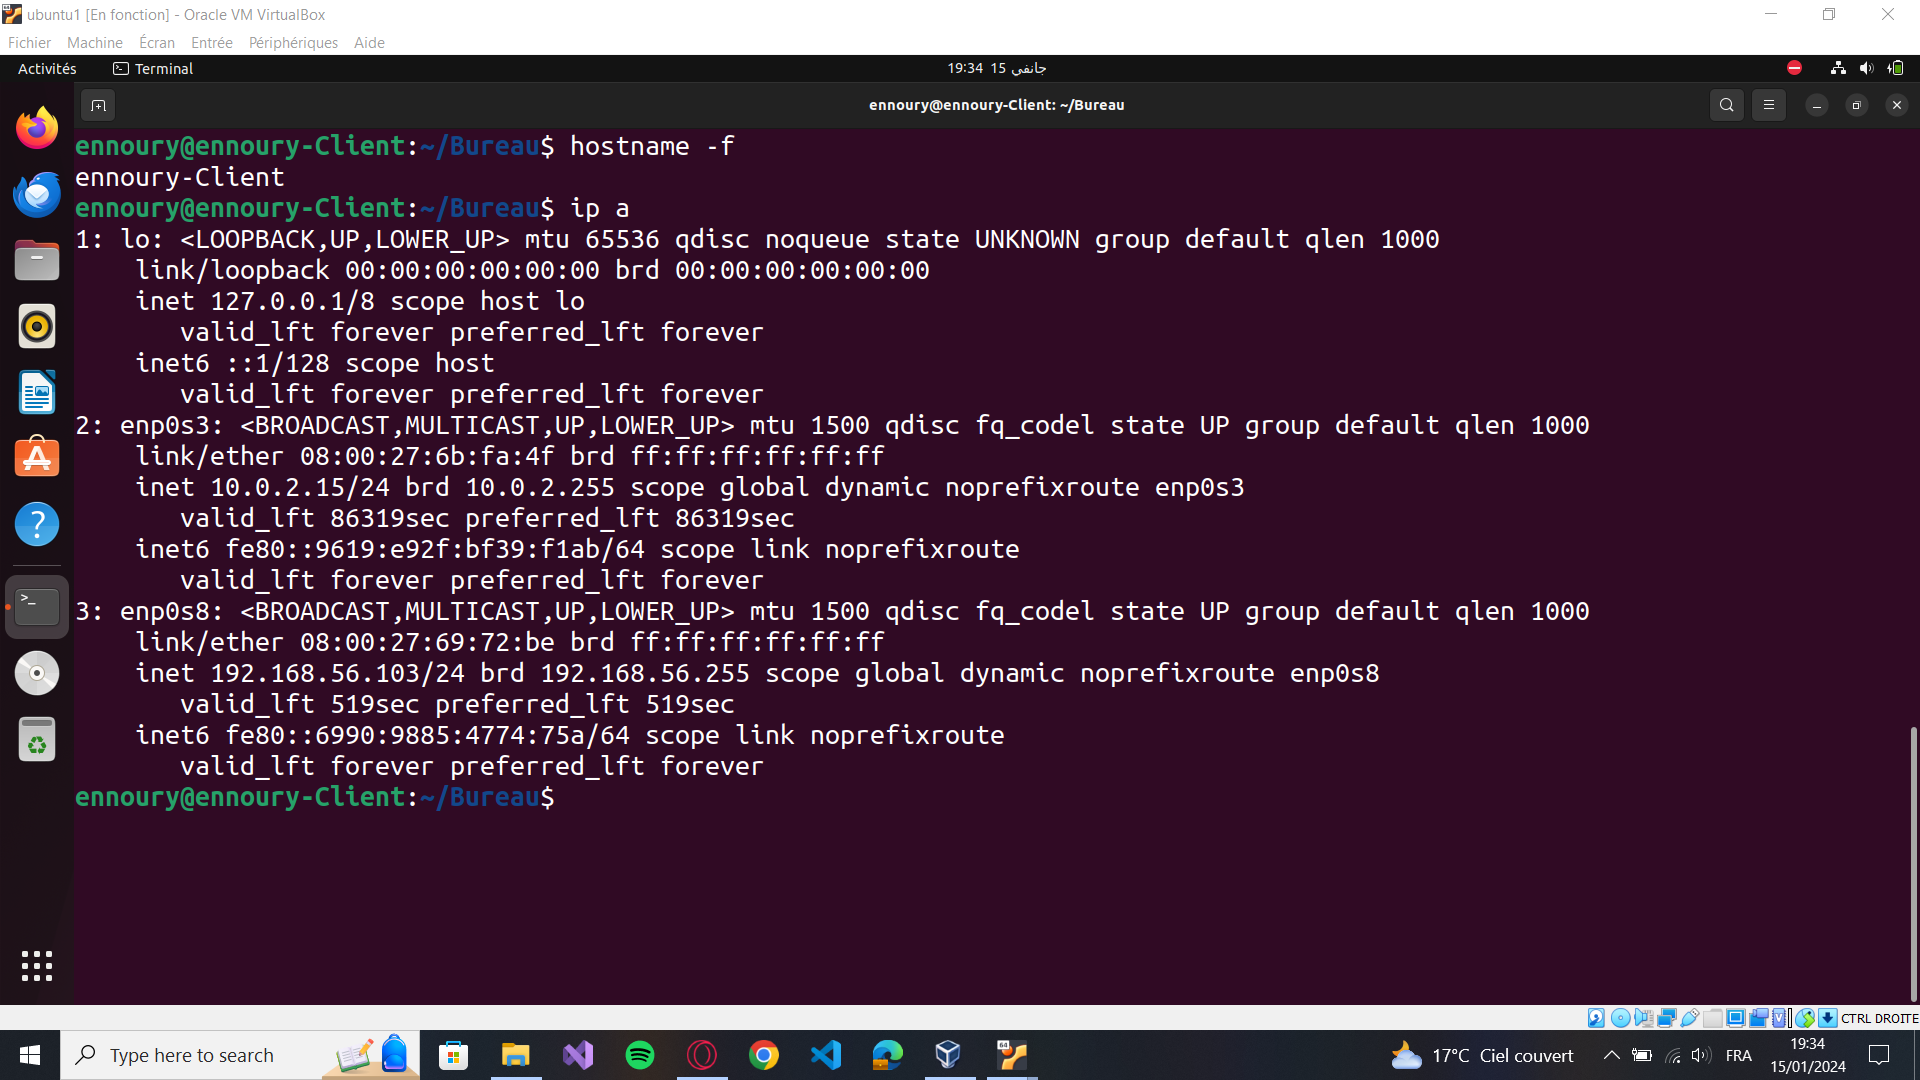 ubuntu1 [En fonction] - Oracle VM VirtualBox
Fichier Machine Écran Entrée Périphériques Aide
Activités Terminal 19:34 15 جانفي
ennoury@ennoury-Client: ~/Bureau
ennoury@ennoury-Client:~/Bureau$ hostname -f
ennoury-Client
ennoury@ennoury-Client:~/Bureau$ ip a
1: lo: <LOOPBACK,UP,LOWER_UP> mtu 65536 qdisc noqueue state UNKNOWN group default qlen 1000
    link/loopback 00:00:00:00:00:00 brd 00:00:00:00:00:00
    inet 127.0.0.1/8 scope host lo
       valid_lft forever preferred_lft forever
    inet6 ::1/128 scope host
       valid_lft forever preferred_lft forever
2: enp0s3: <BROADCAST,MULTICAST,UP,LOWER_UP> mtu 1500 qdisc fq_codel state UP group default qlen 1000
    link/ether 08:00:27:6b:fa:4f brd ff:ff:ff:ff:ff:ff
    inet 10.0.2.15/24 brd 10.0.2.255 scope global dynamic noprefixroute enp0s3
       valid_lft 86319sec preferred_lft 86319sec
    inet6 fe80::9619:e92f:bf39:f1ab/64 scope link noprefixroute
       valid_lft forever preferred_lft forever
3: enp0s8: <BROADCAST,MULTICAST,UP,LOWER_UP> mtu 1500 qdisc fq_codel state UP group default qlen 1000
    link/ether 08:00:27:69:72:be brd ff:ff:ff:ff:ff:ff
    inet 192.168.56.103/24 brd 192.168.56.255 scope global dynamic noprefixroute enp0s8
       valid_lft 519sec preferred_lft 519sec
    inet6 fe80::6990:9885:4774:75a/64 scope link noprefixroute
       valid_lft forever preferred_lft forever
ennoury@ennoury-Client:~/Bureau$
CTRL DROITE
Type here to search
17°C Ciel couvert
FRA
19:34
15/01/2024